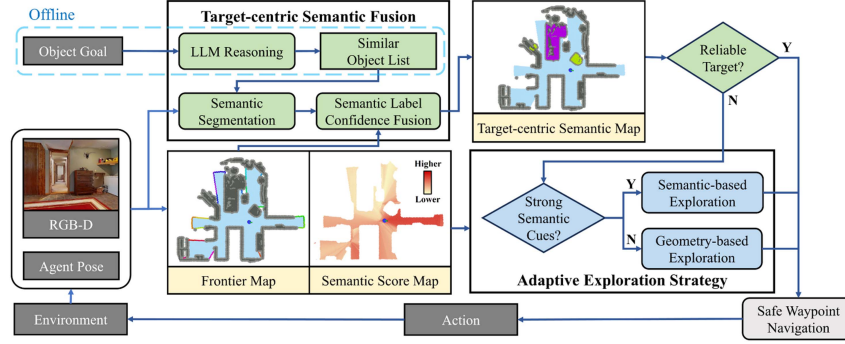 Offline
Target-centric Semantic Fusion
Object Goal
LLM Reasoning
Similar
Object List
Semantic
Segmentation
Semantic Label
Confidence Fusion
Target-centric Semantic Map
Reliable
Target?
Y
N
RGB-D
Agent Pose
Frontier Map
Higher
Lower
Semantic Score Map
Strong
Semantic
Cues?
Y
N
Semantic-based
Exploration
Geometry-based
Exploration
Adaptive Exploration Strategy
Environment
Action
Safe Waypoint
Navigation